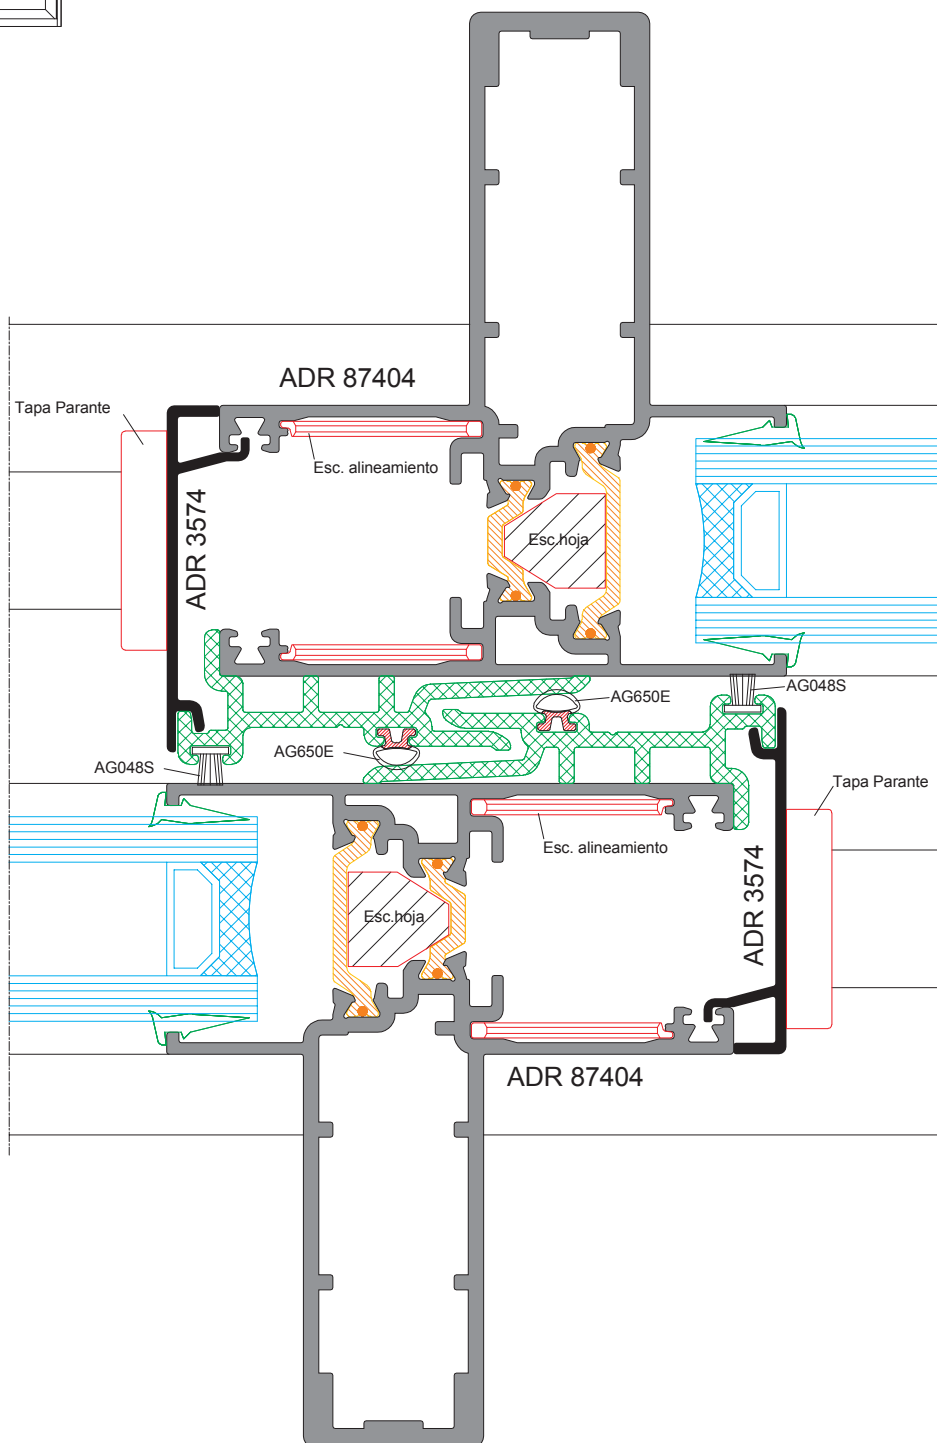 ADR 87404
Tapa Parante
Esc. alineamiento
ADR 3574
Esc.hoja
AG048S
AG650E
AG650E
AG048S
Tapa Parante
Esc. alineamiento
ADR 3574
Esc.hoja
ADR 87404